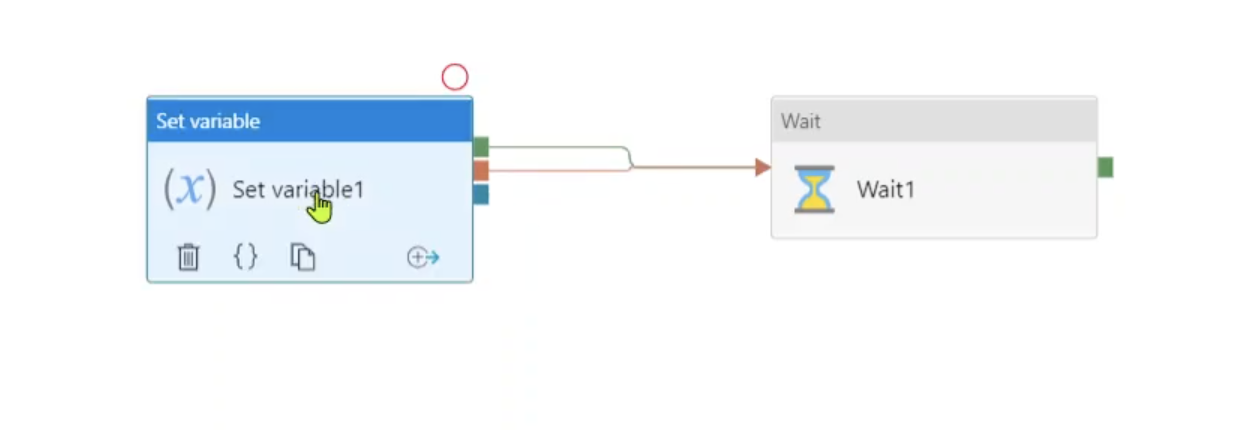 Set variable
(x) Set variable1
{}
Wait
Wait1